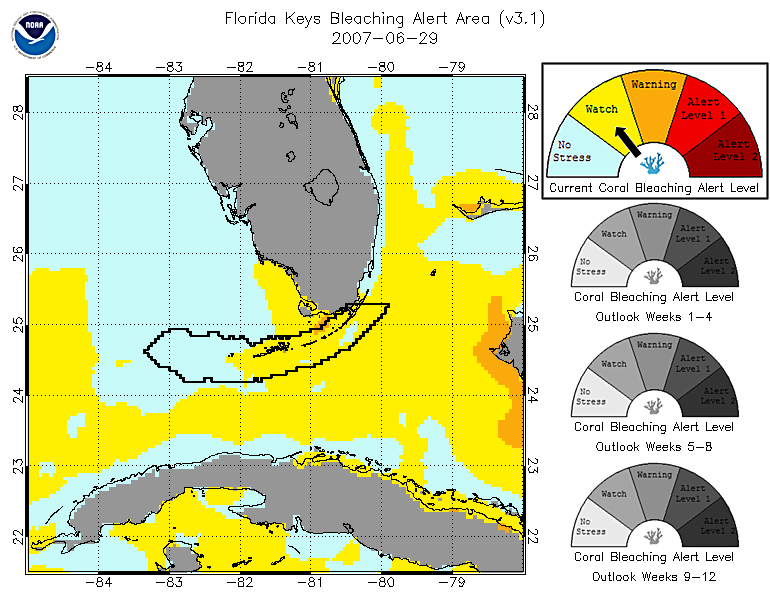 Florida Keys Bleaching Alert Area (v3.1)
2007-06-29
NOAA
-84 -83 -82 -81 -80 -79
28 28
27 27
26 26
25 25
24 24
23 23
22 22
-84 -83 -82 -81 -80 -79
No Stress
Watch
Warning
Alert Level 1
Alert Level 2
Current Coral Bleaching Alert Level
No Stress
Watch
Warning
Alert Level 1
Alert Level 2
Coral Bleaching Alert Level
Outlook Weeks 1-4
No Stress
Watch
Warning
Alert Level 1
Alert Level 2
Coral Bleaching Alert Level
Outlook Weeks 5-8
No Stress
Watch
Warning
Alert Level 1
Alert Level 2
Coral Bleaching Alert Level
Outlook Weeks 9-12